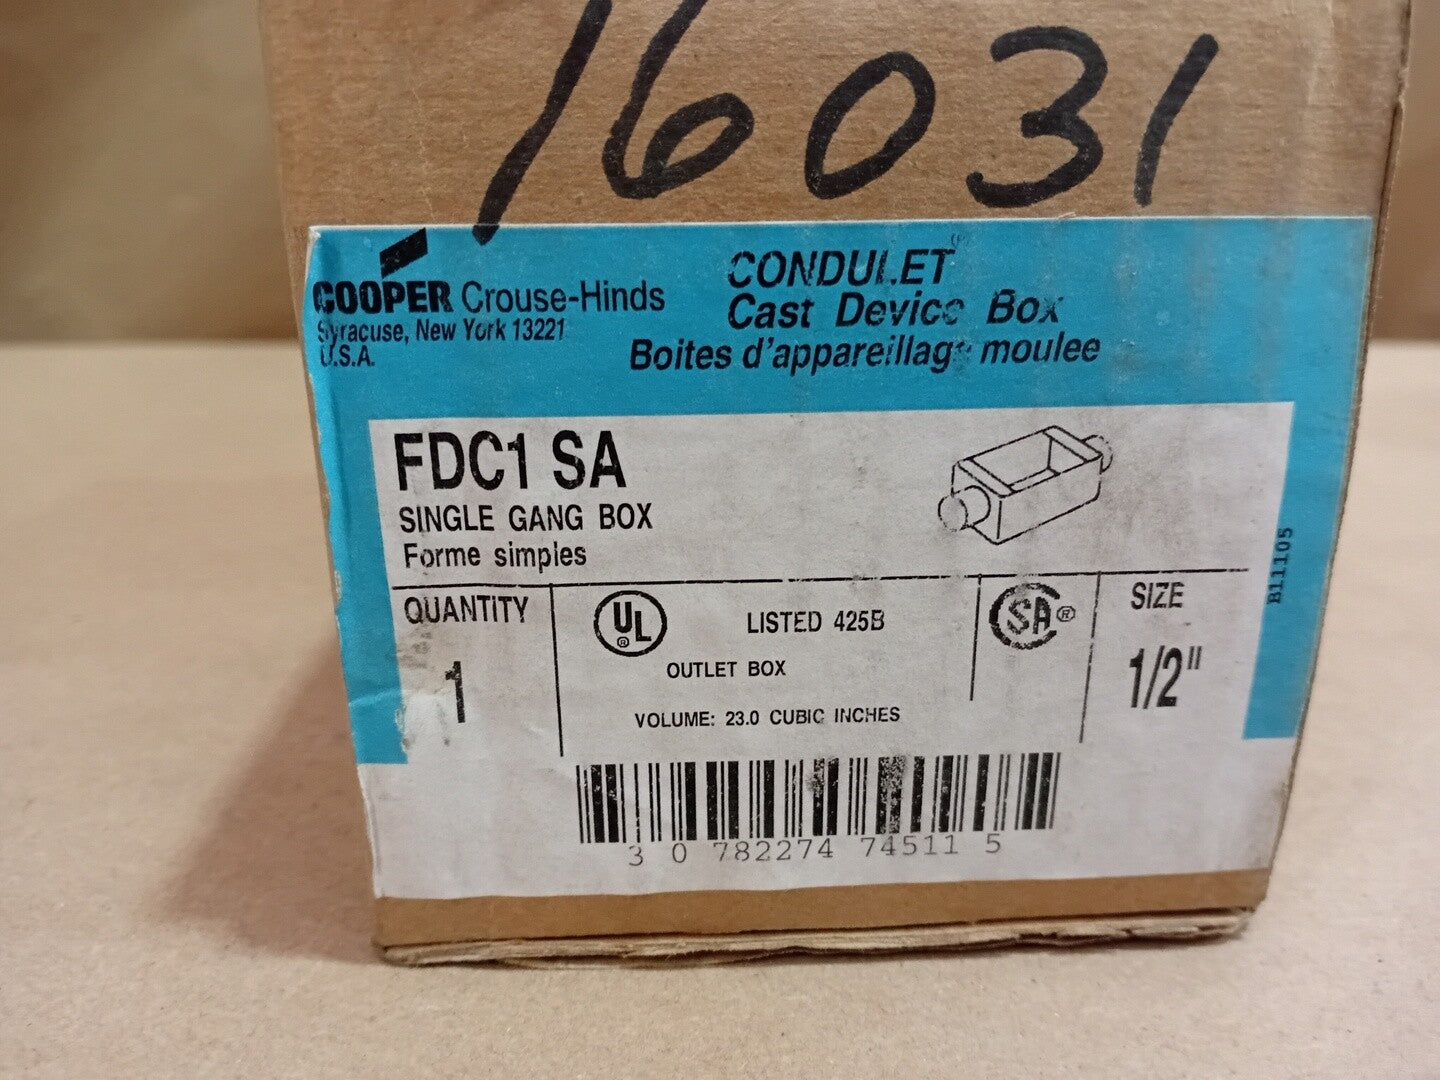 16031
COOPER Crouse-Hinds
Syracuse, New York 13221
U.S.A.
CONDULET®
Cast Device Box
Boites d'appareillage moulee
FDC1 SA
SINGLE GANG BOX
Forme simples
QUANTITY
1
UL ®
LISTED 425B
OUTLET BOX
VOLUME: 23.0 CUBIC INCHES
SA ®
SIZE
1/2"
B11105
3 0 782274 74511 5